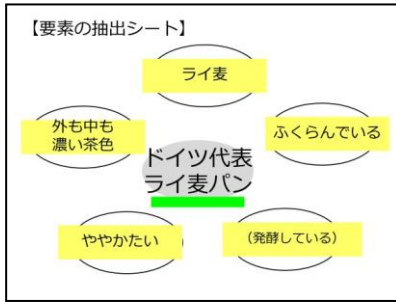 【要素の抽出シート】
ライ麦
外も中も
濃い茶色
ふくらんでいる
ドイツ代表
ライ麦パン
ややかたい
（発酵している）